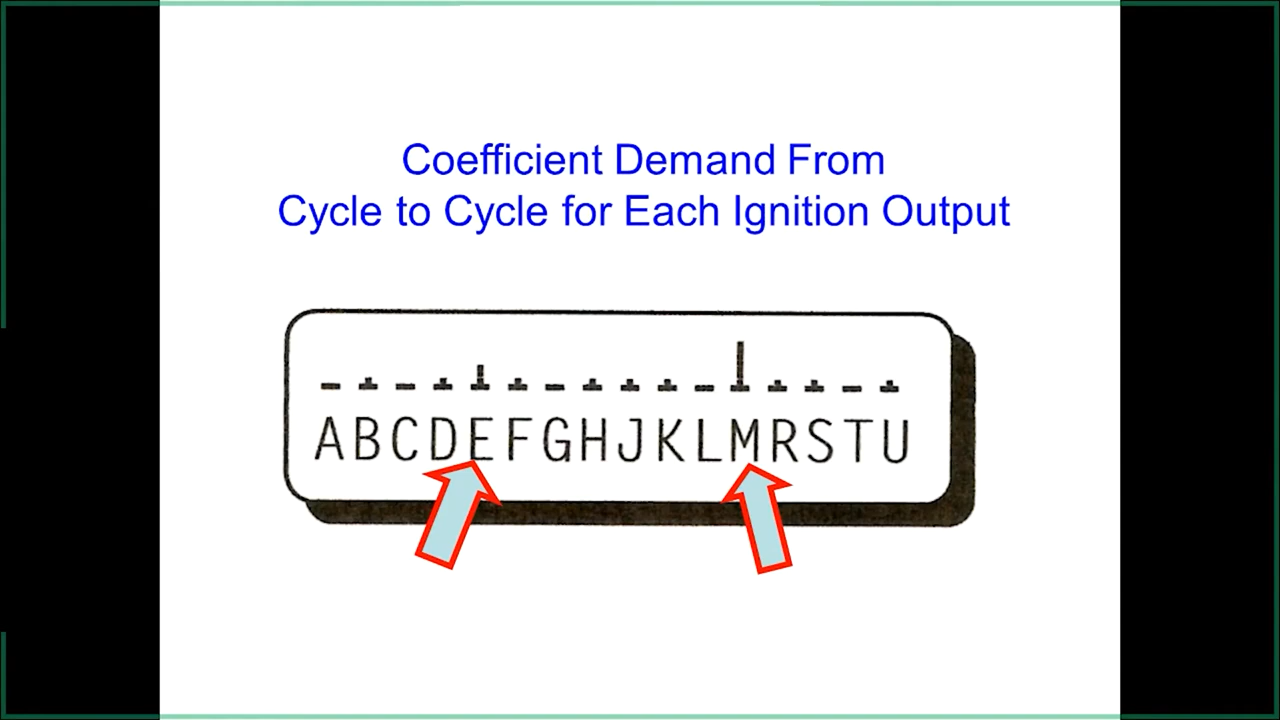 Coefficient Demand From
Cycle to Cycle for Each Ignition Output
ABCDEFGHJKLMRSTU